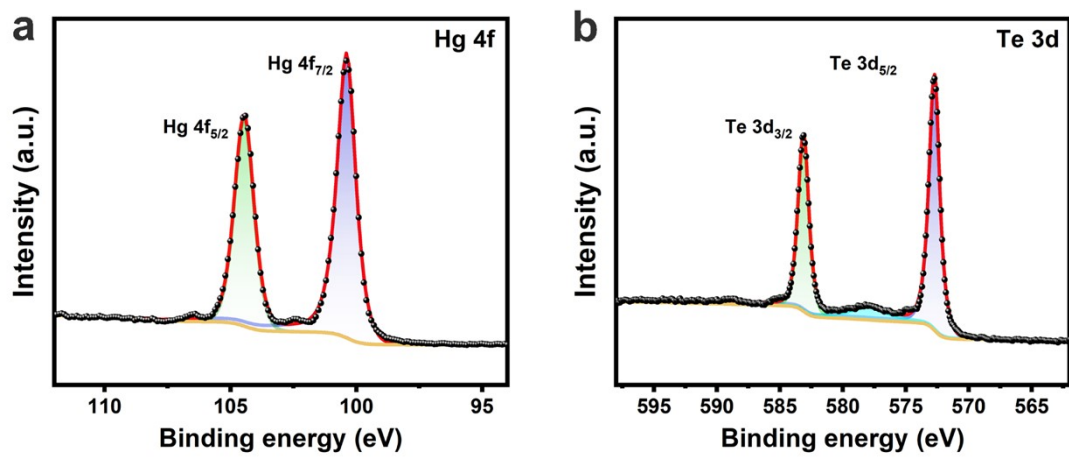 a
Hg 4f
Hg 4f7/2
Hg 4f5/2
Intensity (a.u.)
110 105 100 95
Binding energy (eV)
b
Te 3d
Te 3d5/2
Te 3d3/2
Intensity (a.u.)
595 590 585 580 575 570 565
Binding energy (eV)